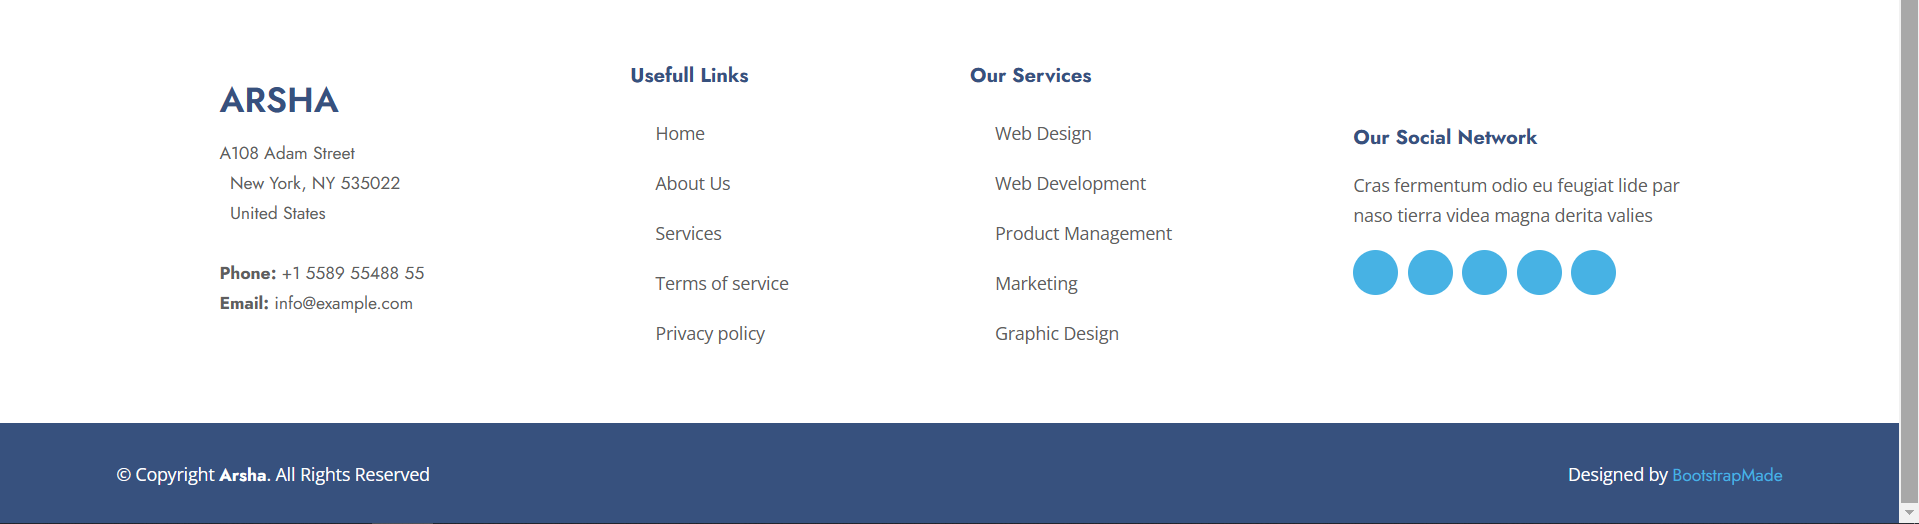 ARSHA
A108 Adam Street
New York, NY 535022
United States
Phone: +1 5589 55488 55
Email: info@example.com
Usefull Links
Home
About Us
Services
Terms of service
Privacy policy
Our Services
Web Design
Web Development
Product Management
Marketing
Graphic Design
Our Social Network
Cras fermentum odio eu feugiat lide par
naso tierra videa magna derita valies
© Copyright Arsha. All Rights Reserved
Designed by BootstrapMade